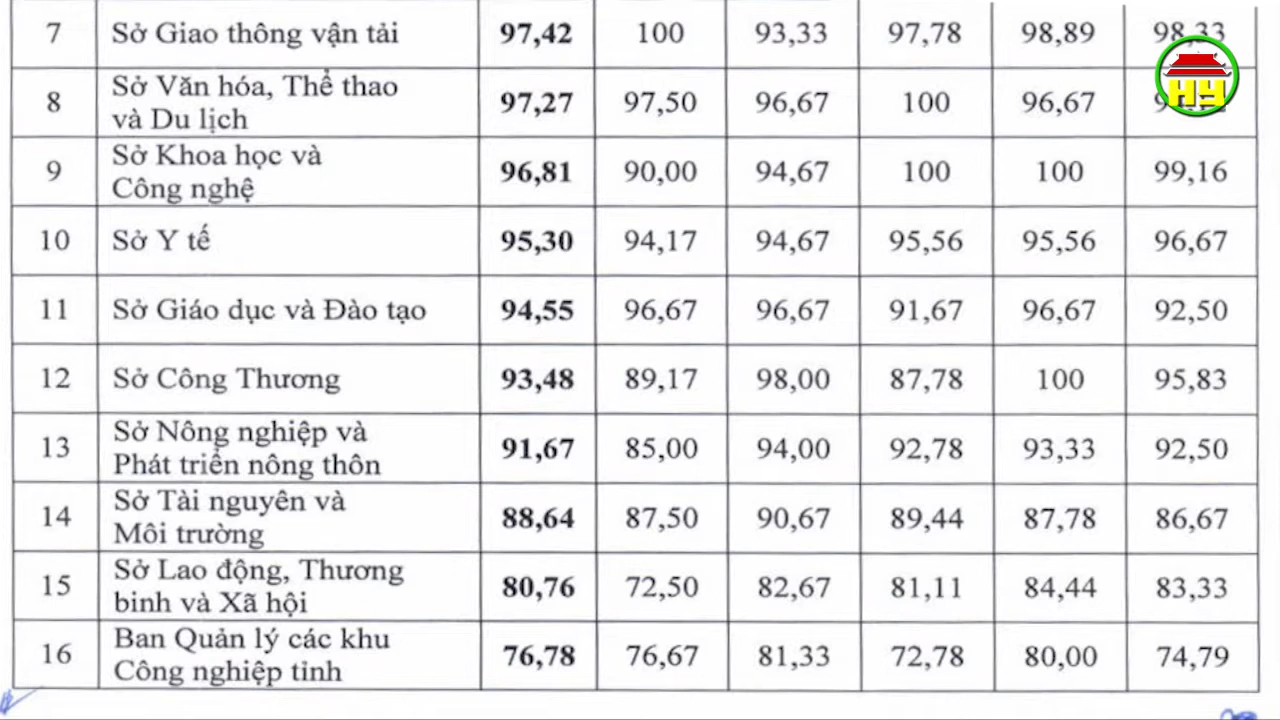 7 Sở Giao thông vận tải 97,42 100 93,33 97,78 98,89 98,33
HY
8 Sở Văn hóa, Thể thao
và Du lịch 97,27 97,50 96,67 100 96,67
9 Sở Khoa học và
Công nghệ 96,81 90,00 94,67 100 100 99,16
10 Sở Y tế 95,30 94,17 94,67 95,56 95,56 96,67
11 Sở Giáo dục và Đào tạo 94,55 96,67 96,67 91,67 96,67 92,50
12 Sở Công Thương 93,48 89,17 98,00 87,78 100 95,83
13 Sở Nông nghiệp và
Phát triển nông thôn 91,67 85,00 94,00 92,78 93,33 92,50
14 Sở Tài nguyên và
Môi trường 88,64 87,50 90,67 89,44 87,78 86,67
15 Sở Lao động, Thương
binh và Xã hội 80,76 72,50 82,67 81,11 84,44 83,33
16 Ban Quản lý các khu
Công nghiệp tỉnh 76,78 76,67 81,33 72,78 80,00 74,79